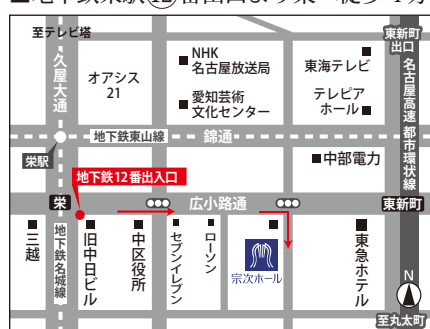 ■地下鉄栄駅⑫番出口より東へ徒歩4分
至テレビ塔
久屋大通
オアシス
21
■NHK
名古屋放送局
■愛知芸術
文化センター
東海テレビ
テレピア
ホール■
東新町
出口
名古屋高速 都市環状線
地下鉄東山線
錦通
栄駅
■中部電力
地下鉄12番出入口
栄
広小路通
東新町
■三越
地下鉄名城線
■旧中日ビル
■中区役所
■セブンイレブン
■ローソン
宗次ホール
■東急ホテル
N
至丸太町